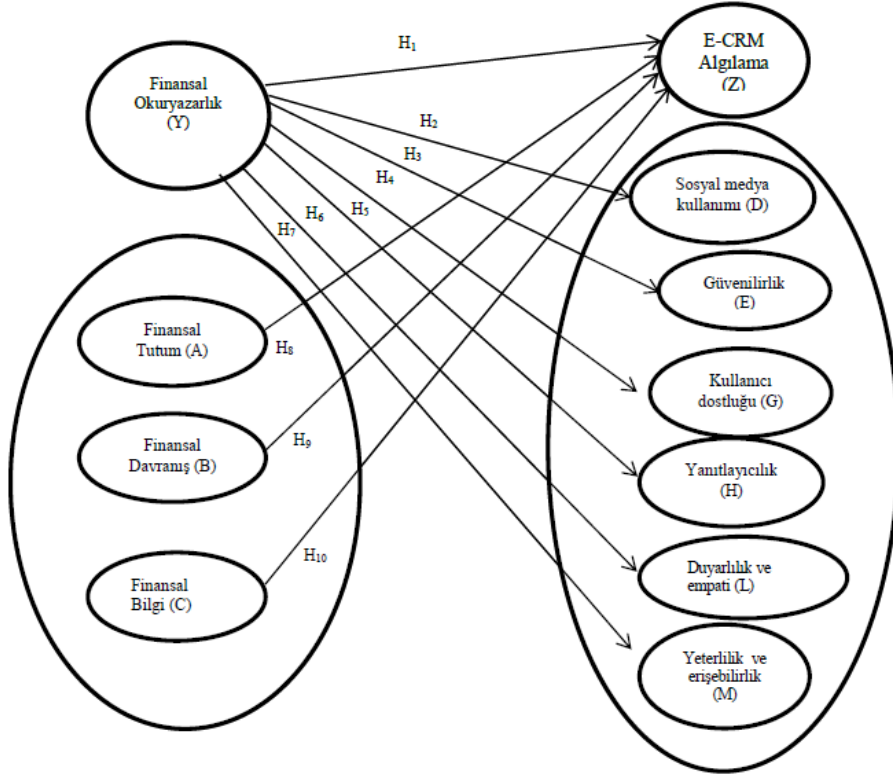 Finansal
Okuryazarlık
(Y)
E-CRM
Algılama
(Z)
H1
H2
H3
H4
H5
H6
H7
Sosyal medya
kullanımı (D)
Güvenilirlik
(E)
Kullanıcı
dostluğu (G)
Yanıtlayıcılık
(H)
Duyarlılık ve
empati (L)
Yeterlilik ve
erişebilirlik
(M)
Finansal
Tutum (A)
H8
Finansal
Davranış (B)
H9
Finansal
Bilgi (C)
H10